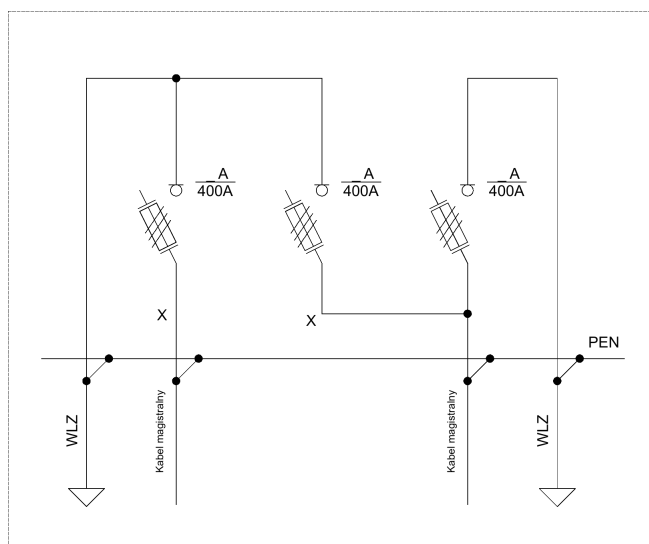 _ A
400A
_ A
400A
_ A
400A
X
X
PEN
WLZ
Kabel magistralny
Kabel magistralny
WLZ